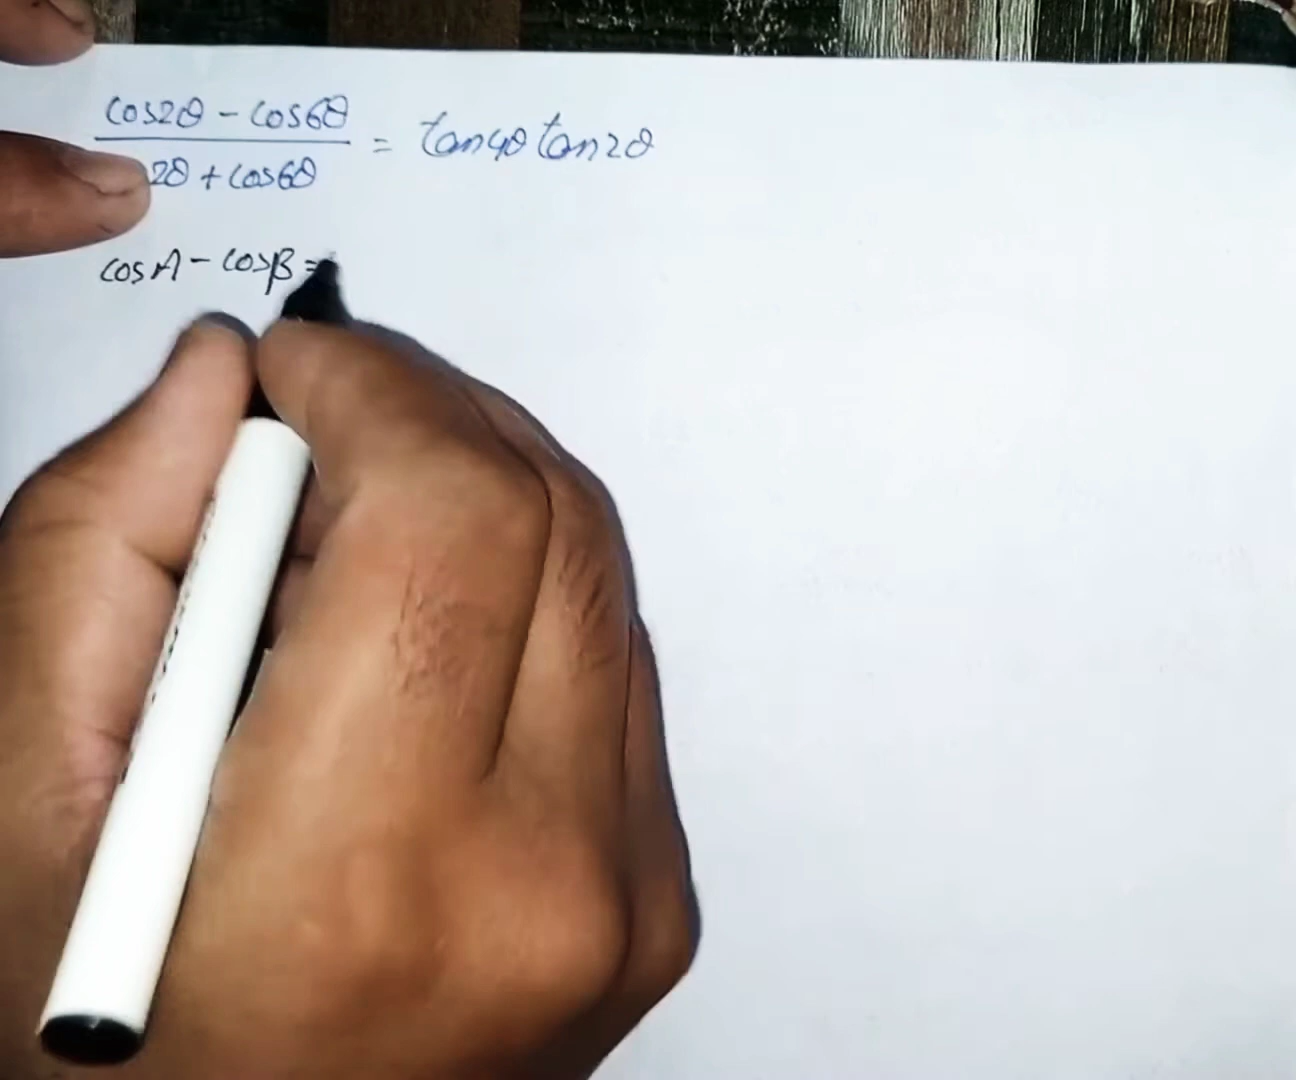 cos2θ - cos6θ = tan4θ tan2θ
2θ + cos6θ
cosA - cosB =